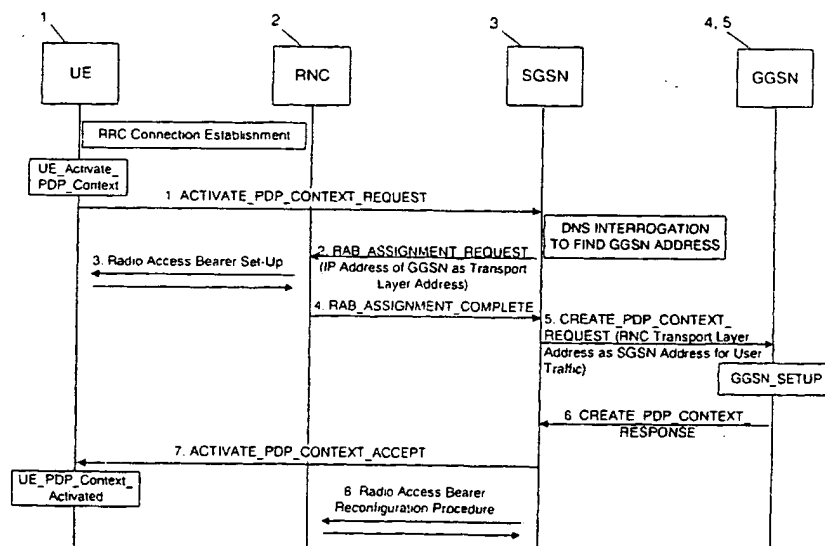 1
2
3
4, 5
UE
RNC
SGSN
GGSN
RRC Connection Establishment
UE_Activate_
PDP_Context
1. ACTIVATE_PDP_CONTEXT_REQUEST
DNS INTERROGATION
TO FIND GGSN ADDRESS
2. RAB_ASSIGNMENT_REQUEST
(IP Address of GGSN as Transport
Layer Address)
3. Radio Access Bearer Set-Up
4. RAB_ASSIGNMENT_COMPLETE
5. CREATE_PDP_CONTEXT_
REQUEST (RNC Transport Layer
Address as SGSN Address for User
Traffic)
GGSN_SETUP
6 CREATE_PDP_CONTEXT_
RESPONSE
7. ACTIVATE_PDP_CONTEXT_ACCEPT
UE_PDP_Context_
Activated
8 Radio Access Bearer
Reconfiguration Procedure